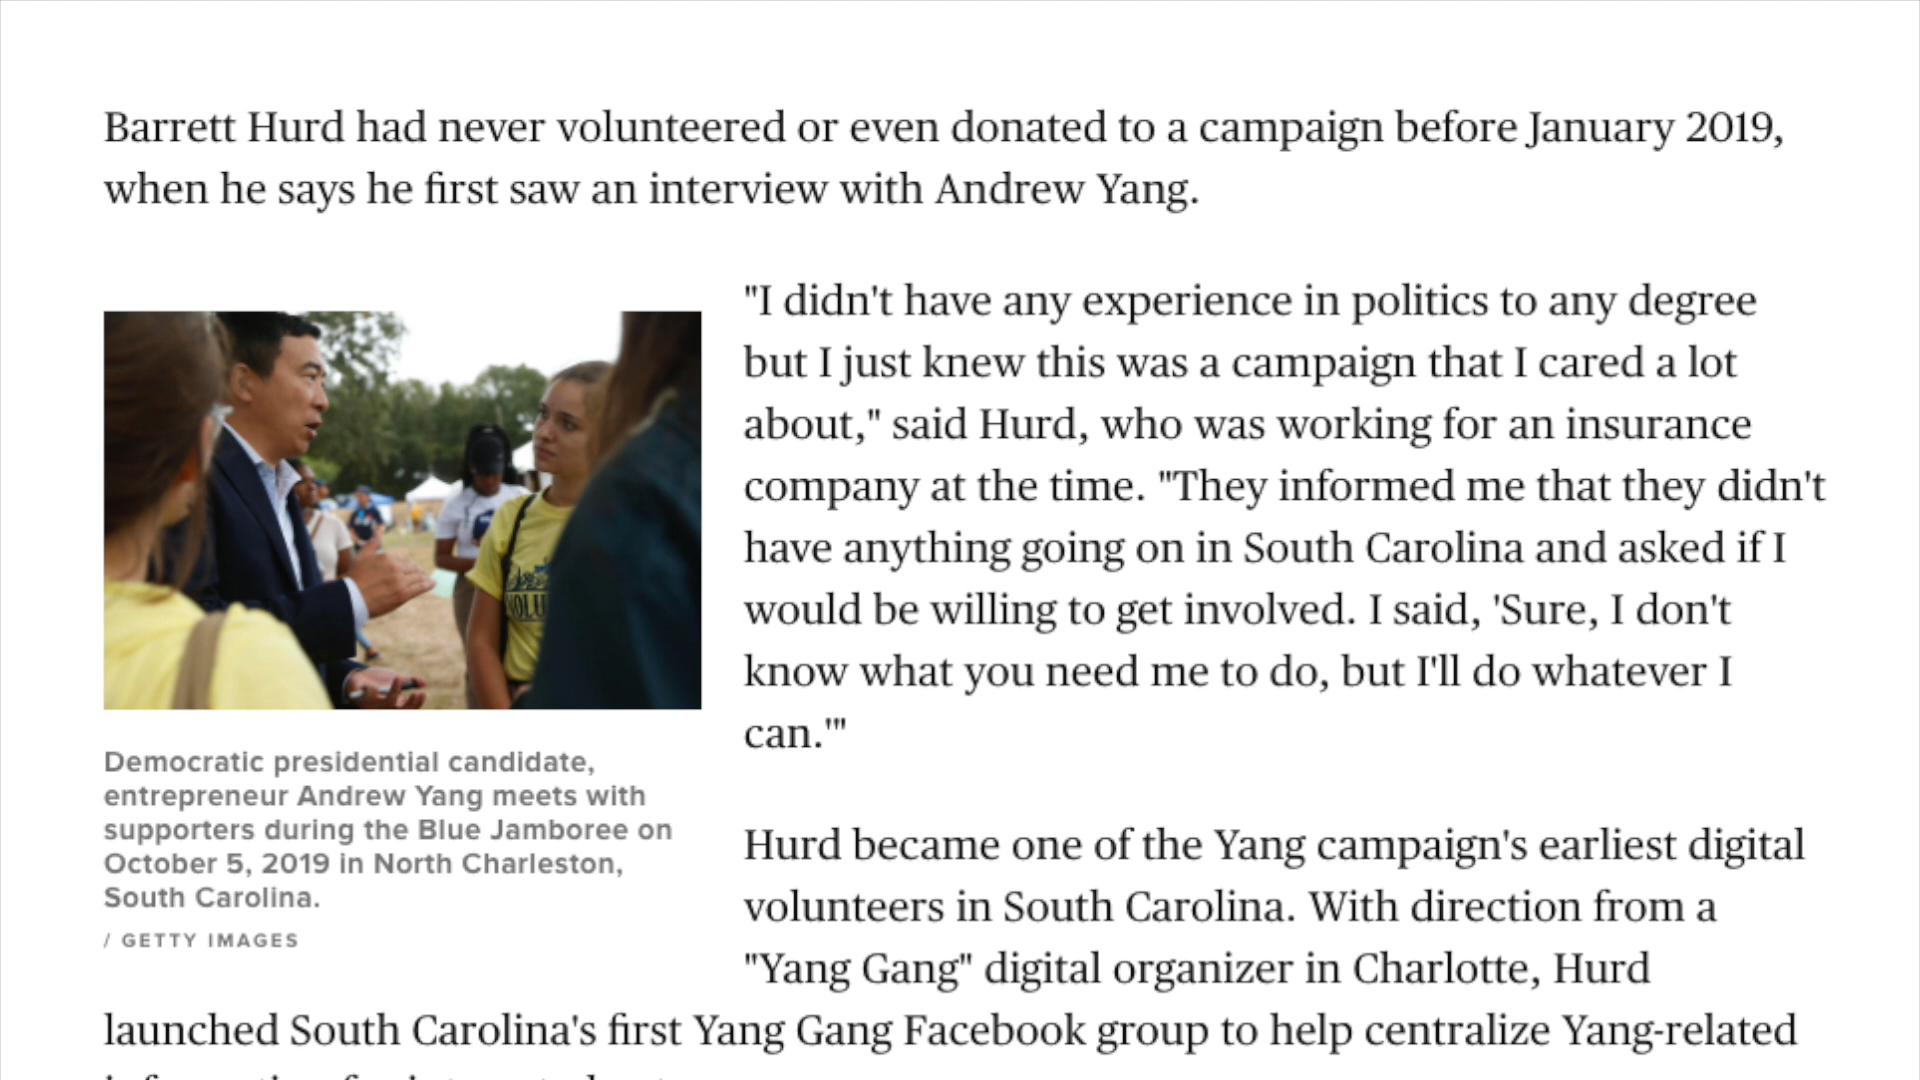 Barrett Hurd had never volunteered or even donated to a campaign before January 2019,
when he says he first saw an interview with Andrew Yang.
"I didn't have any experience in politics to any degree
but I just knew this was a campaign that I cared a lot
about," said Hurd, who was working for an insurance
company at the time. "They informed me that they didn't
have anything going on in South Carolina and asked if I
would be willing to get involved. I said, 'Sure, I don't
know what you need me to do, but I'll do whatever I
can.'"
Democratic presidential candidate,
entrepreneur Andrew Yang meets with
supporters during the Blue Jamboree on
October 5, 2019 in North Charleston,
South Carolina.
/ GETTY IMAGES
Hurd became one of the Yang campaign's earliest digital
volunteers in South Carolina. With direction from a
"Yang Gang" digital organizer in Charlotte, Hurd
launched South Carolina's first Yang Gang Facebook group to help centralize Yang-related